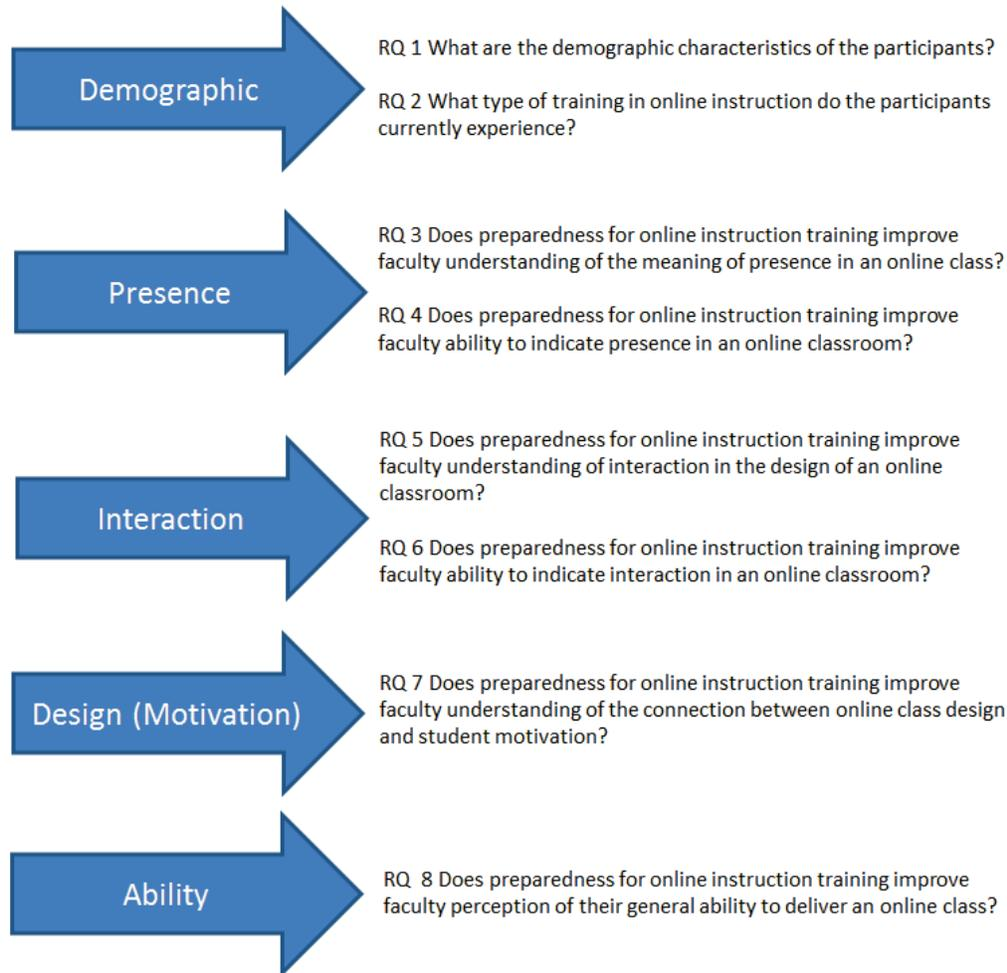 Demographic
RQ 1 What are the demographic characteristics of the participants?
RQ 2 What type of training in online instruction do the participants
currently experience?
Presence
RQ 3 Does preparedness for online instruction training improve
faculty understanding of the meaning of presence in an online class?
RQ 4 Does preparedness for online instruction training improve
faculty ability to indicate presence in an online classroom?
Interaction
RQ 5 Does preparedness for online instruction training improve
faculty understanding of interaction in the design of an online
classroom?
RQ 6 Does preparedness for online instruction training improve
faculty ability to indicate interaction in an online classroom?
Design (Motivation)
RQ 7 Does preparedness for online instruction training improve
faculty understanding of the connection between online class design
and student motivation?
Ability
RQ 8 Does preparedness for online instruction training improve
faculty perception of their general ability to deliver an online class?